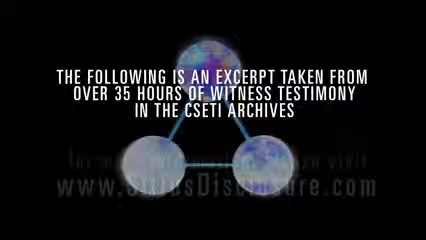 THE FOLLOWING IS AN EXCERPT TAKEN FROM
OVER 35 HOURS OF WITNESS TESTIMONY
IN THE CSETI ARCHIVES
visit
www.SiriusDisclosure.com